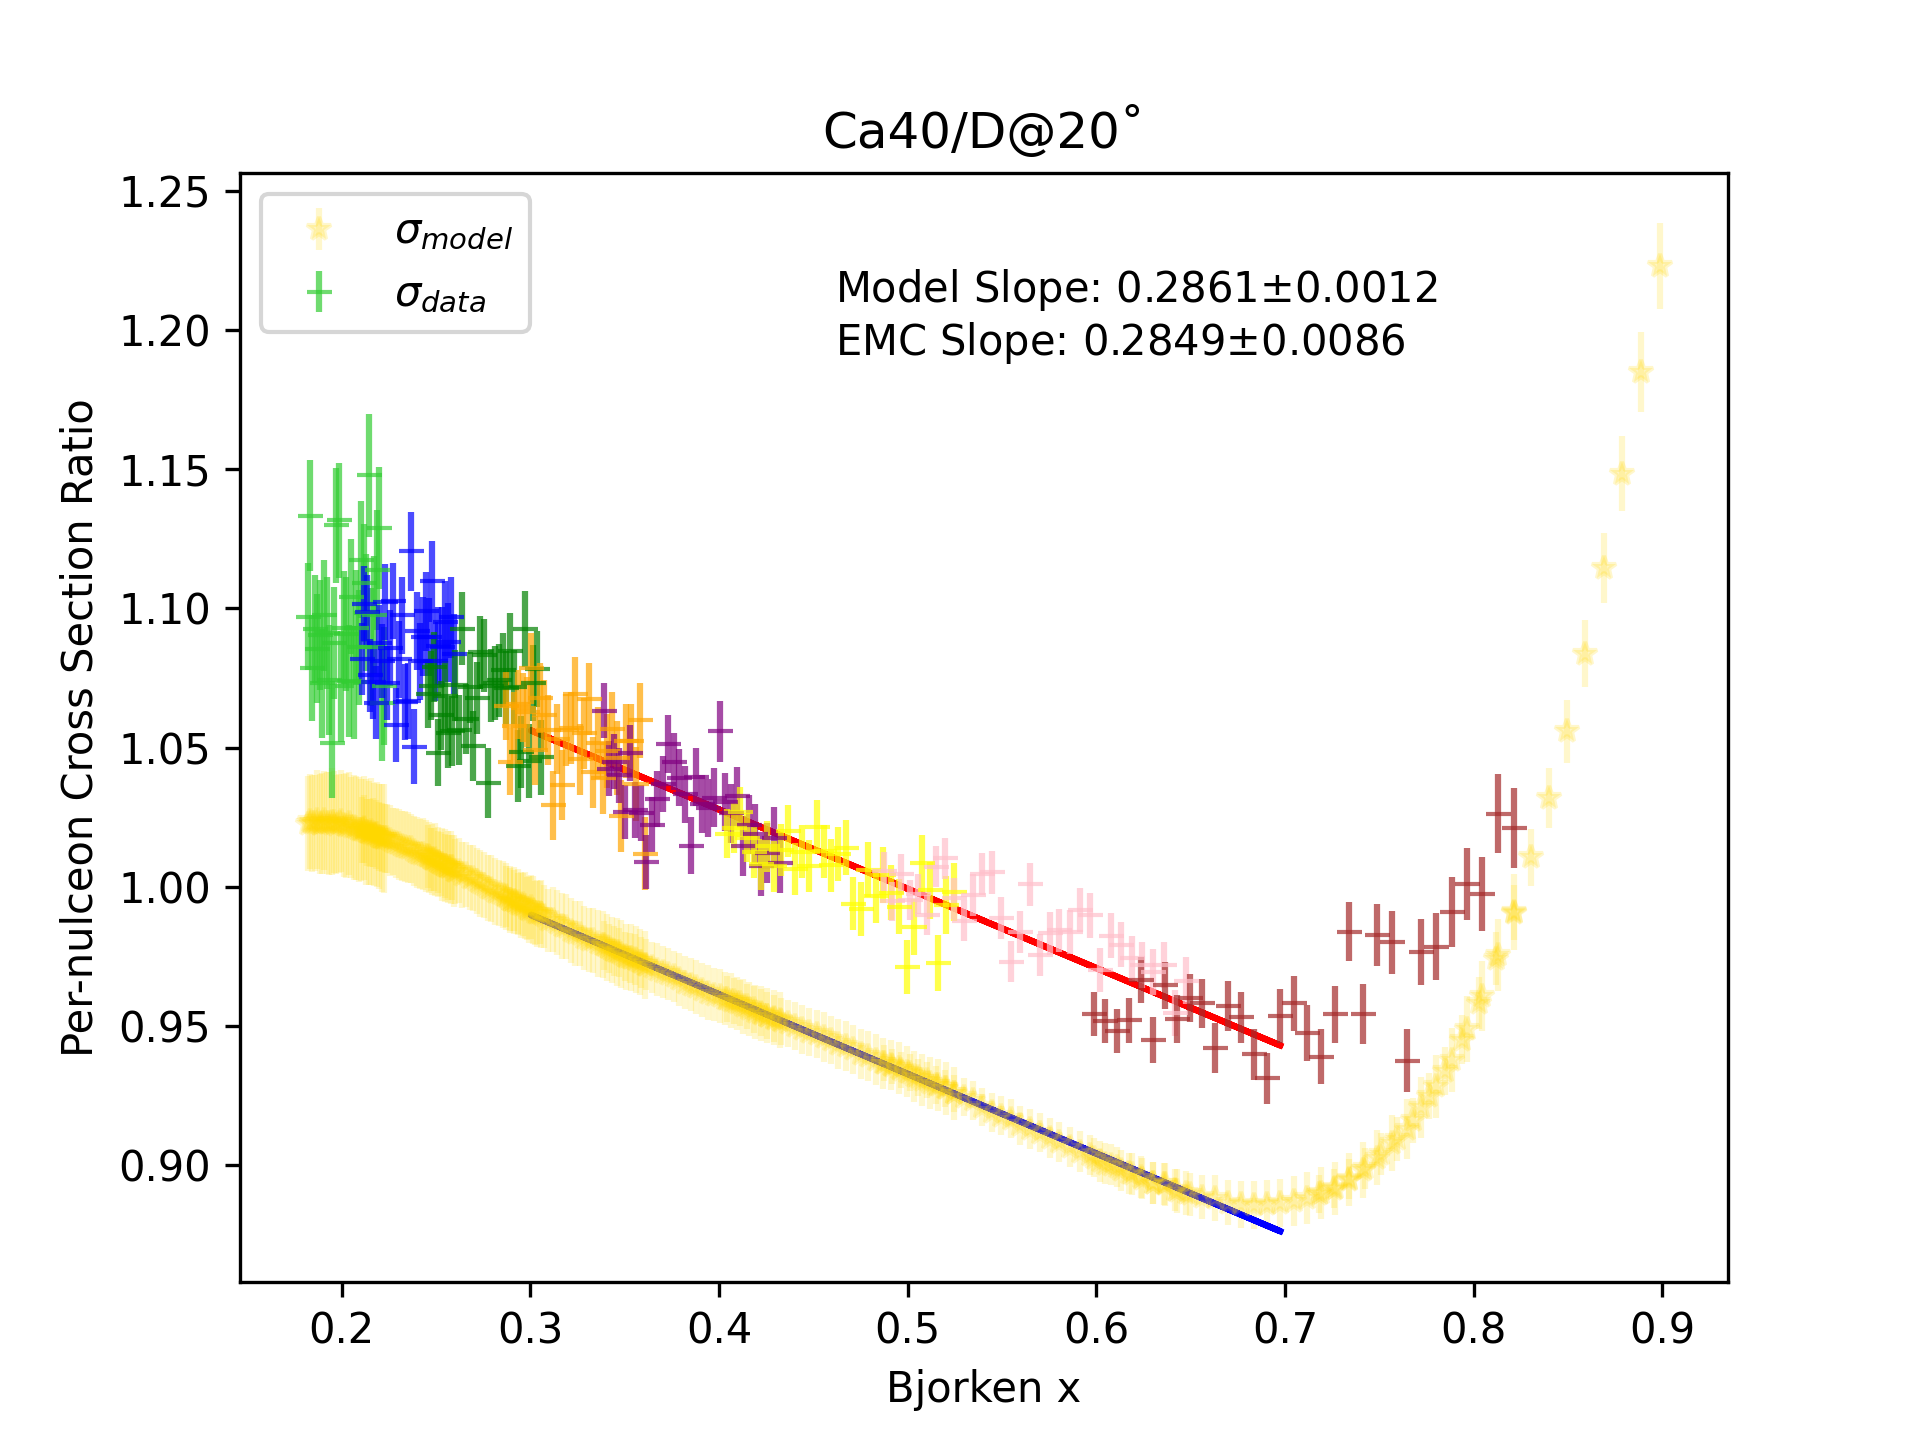 Ca40/D@20˚
σmodel
σdata
Model Slope: 0.2861±0.0012
EMC Slope: 0.2849±0.0086
Per-nulceon Cross Section Ratio
1.25
1.20
1.15
1.10
1.05
1.00
0.95
0.90
0.2 0.3 0.4 0.5 0.6 0.7 0.8 0.9
Bjorken x